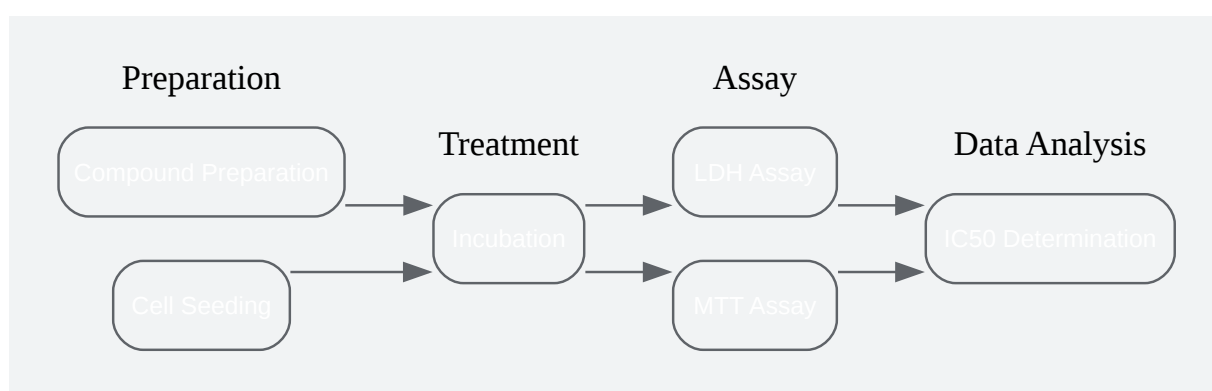 Preparation
Assay
Treatment
Data Analysis
Compound Preparation
LDH Assay
Incubation
IC50 Determination
Cell Seeding
MTT Assay